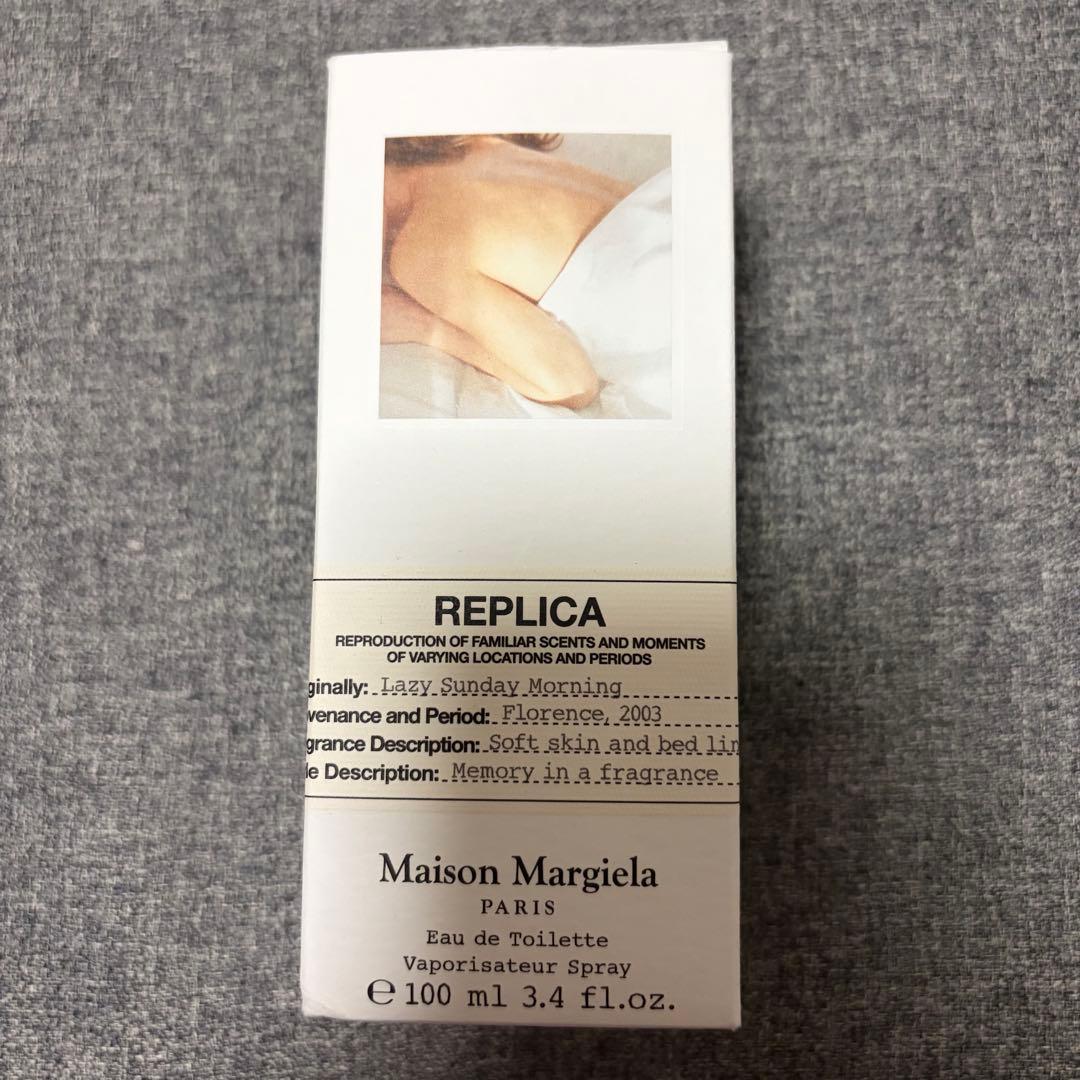 REPLICA
REPRODUCTION OF FAMILIAR SCENTS AND MOMENTS
OF VARYING LOCATIONS AND PERIODS
ginally: Lazy Sunday Morning
venance and Period: Florence, 2003
grance Description: Soft skin and bed lin
le Description: Memory in a fragrance
Maison Margiela
PARIS
Eau de Toilette
Vaporisateur Spray
℮ 100 ml 3.4 fl.oz.